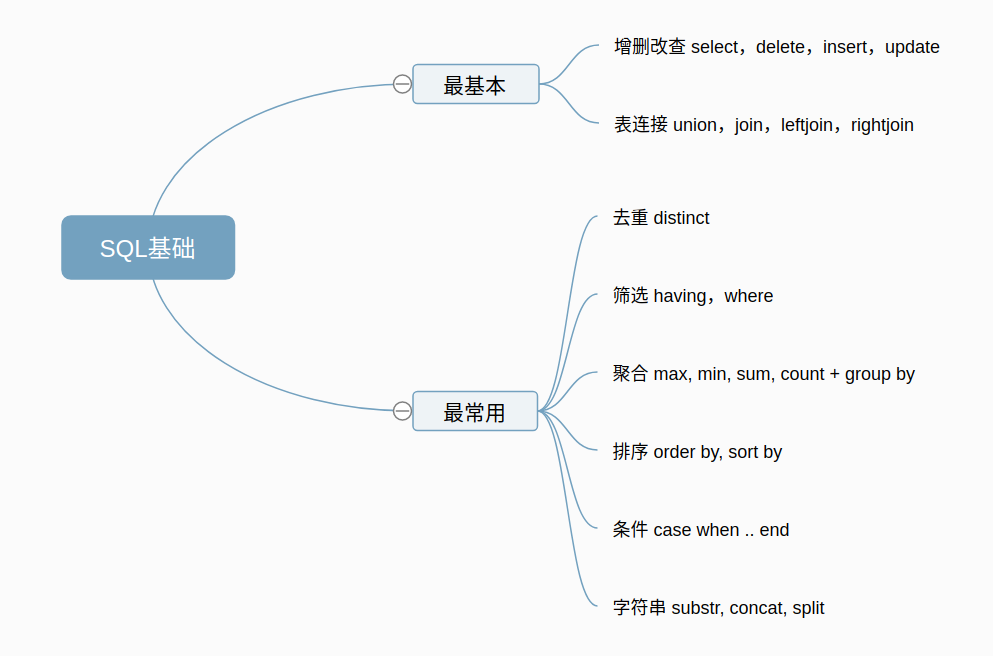 SQL基础
最基本
增删改查 select，delete，insert，update
表连接 union，join，leftjoin，rightjoin
最常用
去重 distinct
筛选 having，where
聚合 max, min, sum, count + group by
排序 order by, sort by
条件 case when .. end
字符串 substr, concat, split